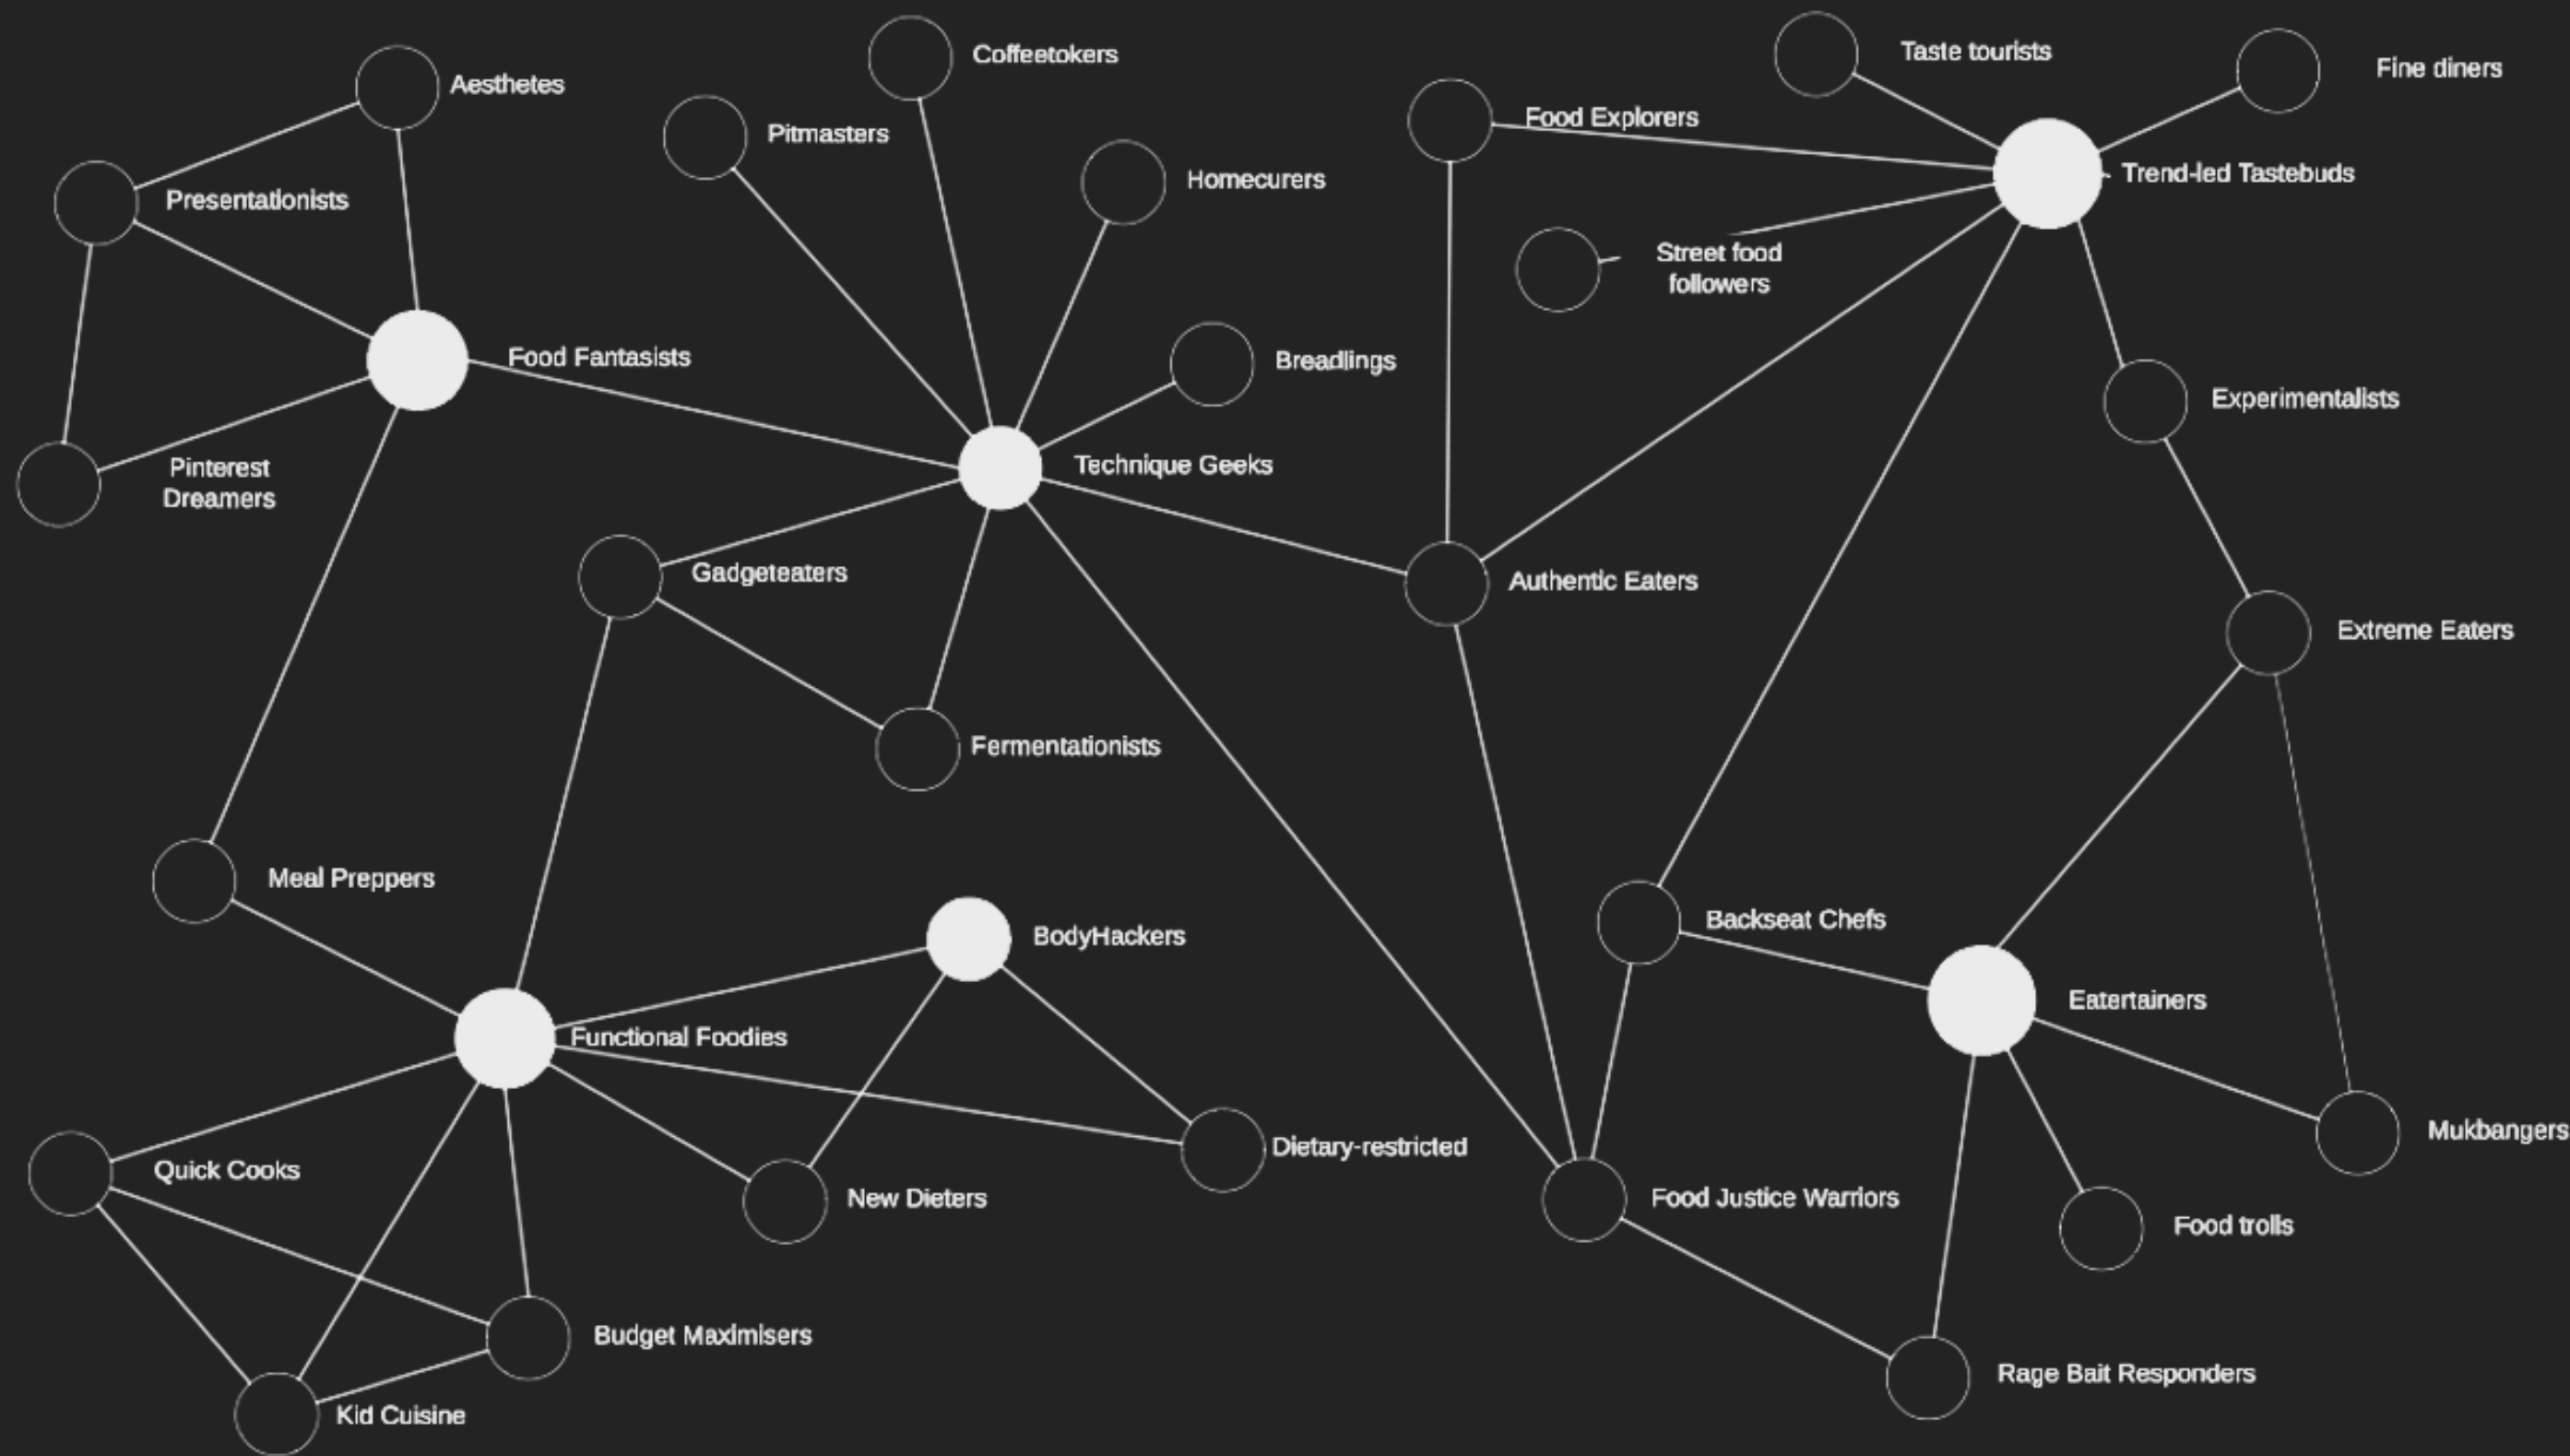 Taste tourists
Coffeetokers
Fine diners
Aesthetes
Food Explorers
Pitmasters
Trend-led Tastebuds
Homecurers
Presentationists
Street food
followers
Food Fantasists
Breadlings
Experimentalists
Technique Geeks
Pinterest
Dreamers
Gadgeteaters
Authentic Eaters
Extreme Eaters
Fermentationists
Meal Preppers
Backseat Chefs
BodyHackers
Eatertainers
Functional Foodies
Mukbangers
Dietary-restricted
Quick Cooks
New Dieters
Food Justice Warriors
Food trolls
Budget Maximisers
Rage Bait Responders
Kid Cuisine